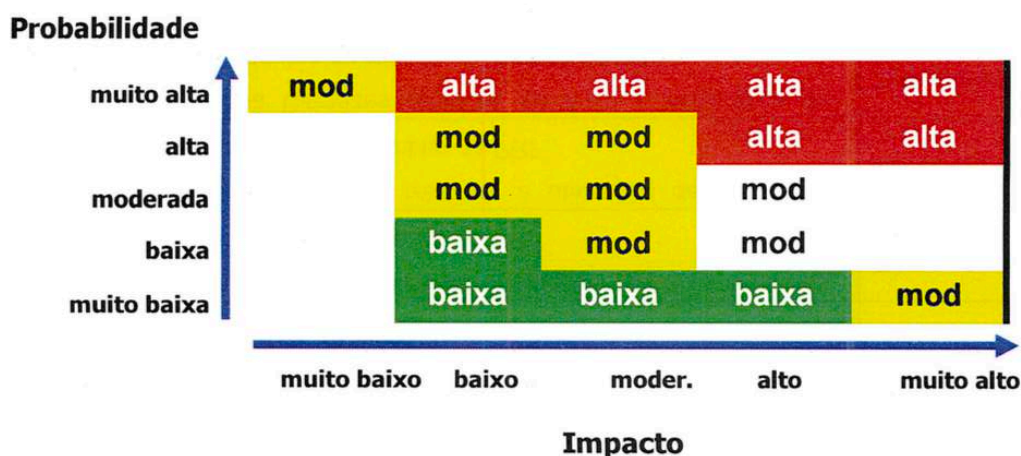 Probabilidade
muito alta mod alta alta alta alta
alta mod mod alta alta
moderada mod mod mod
baixa baixa mod mod
muito baixa baixa baixa baixa mod
muito baixo baixo moder. alto muito alto
Impacto